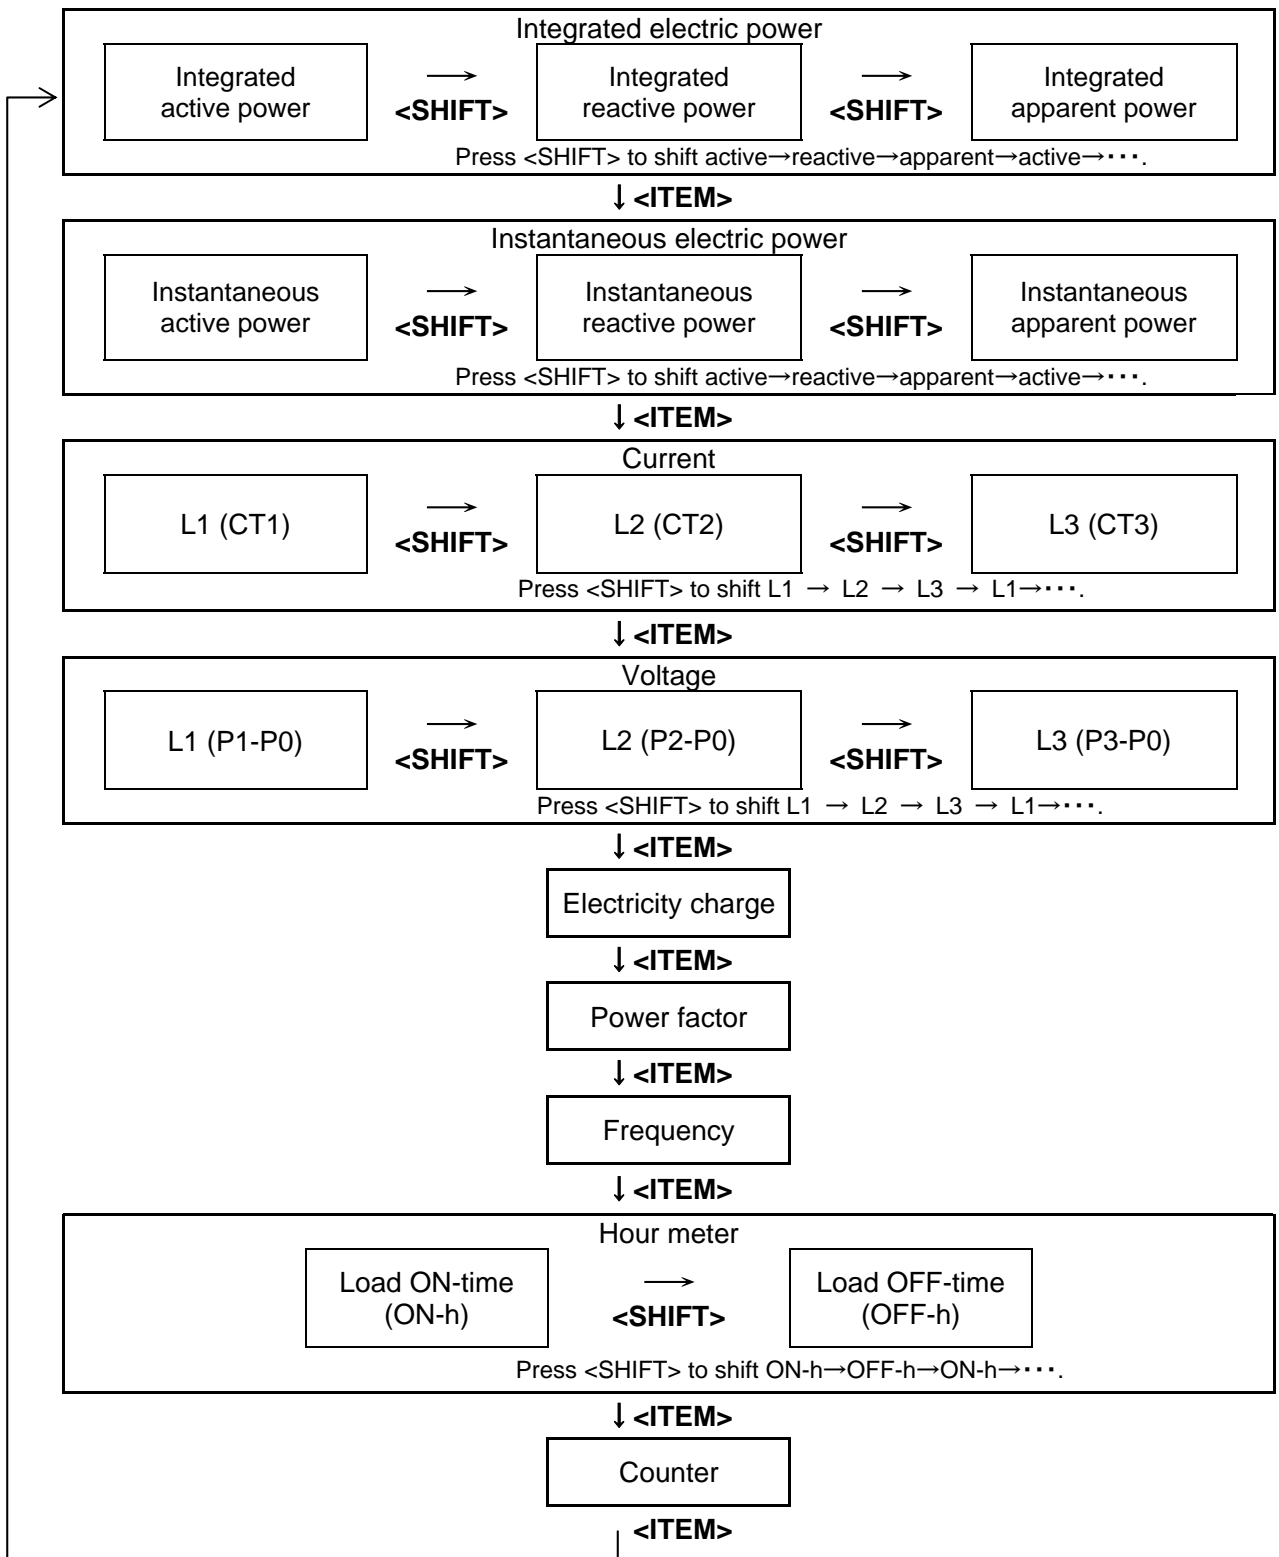 Integrated electric power
Integrated
active power
→
<SHIFT>
Integrated
reactive power
→
<SHIFT>
Integrated
apparent power
Press <SHIFT> to shift active→reactive→apparent→active→･･･.
↓<ITEM>
Instantaneous electric power
Instantaneous
active power
→
<SHIFT>
Instantaneous
reactive power
→
<SHIFT>
Instantaneous
apparent power
Press <SHIFT> to shift active→reactive→apparent→active→･･･.
↓<ITEM>
Current
L1 (CT1)
→
<SHIFT>
L2 (CT2)
→
<SHIFT>
L3 (CT3)
Press <SHIFT> to shift L1 → L2 → L3 → L1→･･･.
↓<ITEM>
Voltage
L1 (P1-P0)
→
<SHIFT>
L2 (P2-P0)
→
<SHIFT>
L3 (P3-P0)
Press <SHIFT> to shift L1 → L2 → L3 → L1→･･･.
↓<ITEM>
Electricity charge
↓<ITEM>
Power factor
↓<ITEM>
Frequency
↓<ITEM>
Hour meter
Load ON-time
(ON-h)
→
<SHIFT>
Load OFF-time
(OFF-h)
Press <SHIFT> to shift ON-h→OFF-h→ON-h→･･･.
↓<ITEM>
Counter
<ITEM>